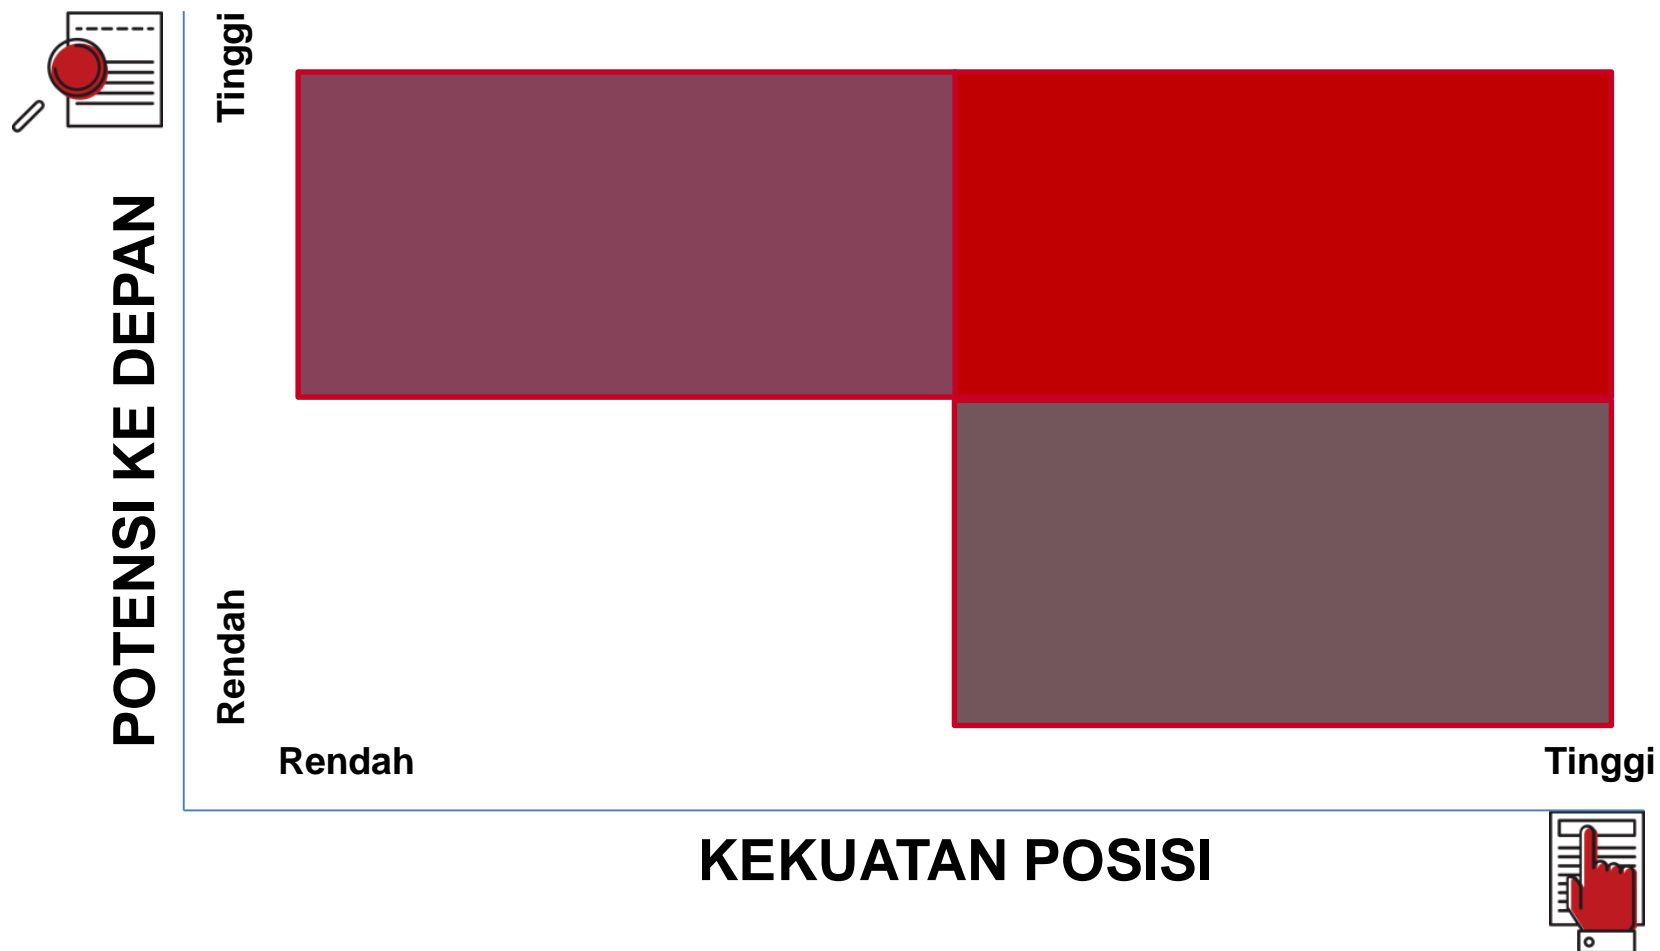 Tinggi
POTENSI KE DEPAN
Rendah
Rendah
Tinggi
KEKUATAN POSISI